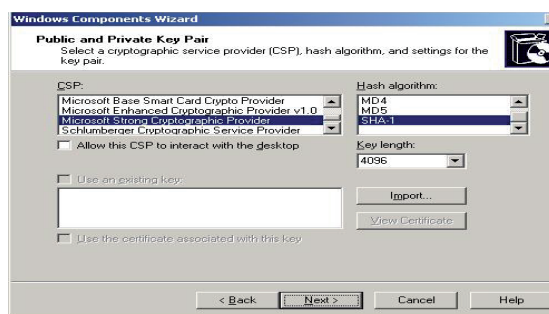 Windows Components Wizard
Public and Private Key Pair
Select a cryptographic service provider (CSP), hash algorithm, and settings for the
key pair.
CSP:
Microsoft Base Smart Card Crypto Provider
Microsoft Enhanced Cryptographic Provider v1.0
Microsoft Strong Cryptographic Provider
Schlumberger Cryptographic Service Provider
Allow this CSP to interact with the desktop
Hash algorithm:
MD4
MD5
SHA-1
Key length:
4096
Use an existing key:
Import...
View Certificate
Use the certificate associated with this key
< Back
Next >
Cancel
Help